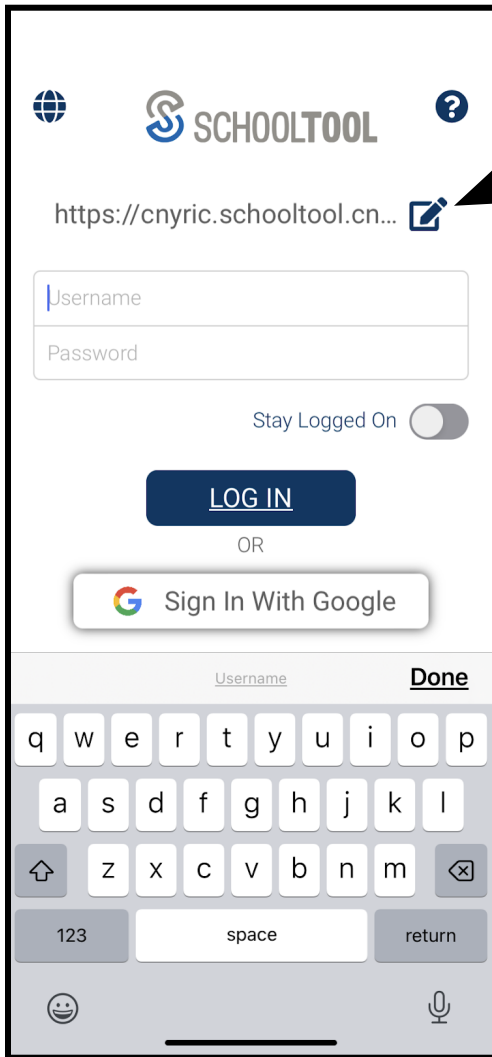 SCHOOLTOOL
https://cnyric.schooltool.cn...
Username
Password
Stay Logged On
LOG IN
OR
Sign In With Google
Username Done
q w e r t y u i o p
a s d f g h j k l
z x c v b n m
123 space return